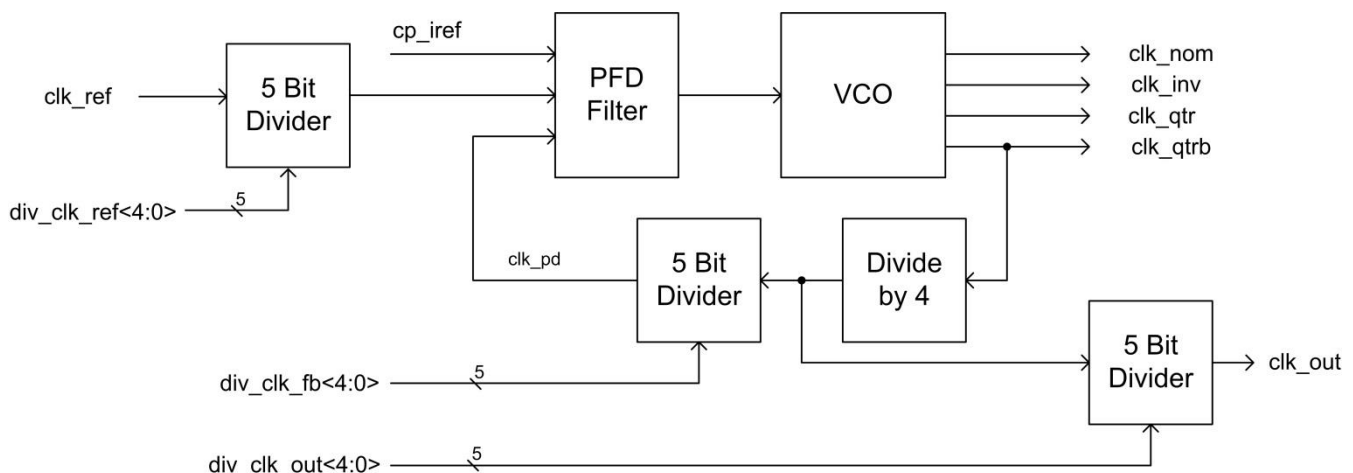 cp_iref
clk_ref
5 Bit
Divider
PFD
Filter
VCO
clk_nom
clk_inv
clk_qtr
clk_qtrb
div_clk_ref<4:0>
5
clk_pd
5 Bit
Divider
Divide
by 4
5 Bit
Divider
clk_out
div_clk_fb<4:0>
5
div_clk_out<4:0>
5